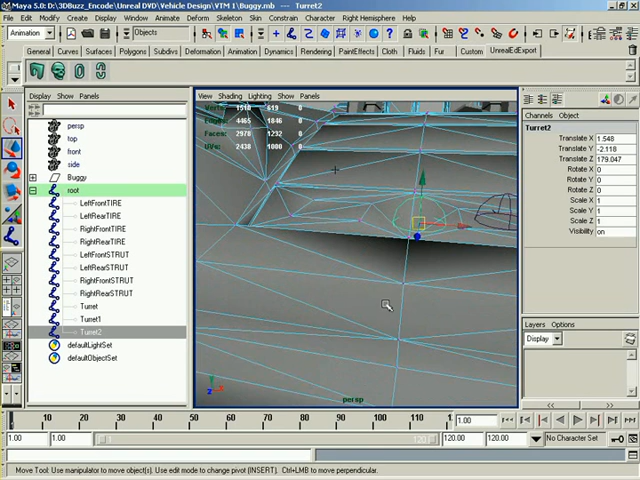 Maya 5.0: D:\3DBuzz_Encode\Unreal DVD\Vehicle Design\VTM 1\Buggy.mb --- Turret2
File Edit Modify Create Display Window Animate Deform Skeleton Skin Constrain Character Right Hemisphere Help
Animation Objects
General Curves Surfaces Polygons Subdivs Deformation Animation Dynamics Rendering PaintEffects Cloth Fluids Fur Custom UnrealEdExport
Display Show Panels
View Shading Lighting Show Panels
Channels Object
persp
top
front
side
Buggy
root
LeftFrontTIRE
LeftRearTIRE
RightFrontTIRE
RightRearTIRE
LeftFrontSTRUT
LeftRearSTRUT
RightFrontSTRUT
RightRearSTRUT
Turret
Turret1
Turret2
defaultLightSet
defaultObjectSet
Verts: 1518 619 0
Edges: 4465 1846 0
Faces: 2978 1232 0
UVs: 2438 1000 0
persp
Turret2
Translate X 1.548
Translate Y -2.118
Translate Z 179.047
Rotate X 0
Rotate Y 0
Rotate Z 0
Scale X 1
Scale Y 1
Scale Z 1
Visibility on
Layers Options
Display
10 20 30 40 50 60 70 80 90 100 110 1.00
1.00 1.00 120.00 120.00 No Character Set
Move Tool: Use manipulator to move object(s). Use edit mode to change pivot (INSERT). Ctrl+LMB to move perpendicular.